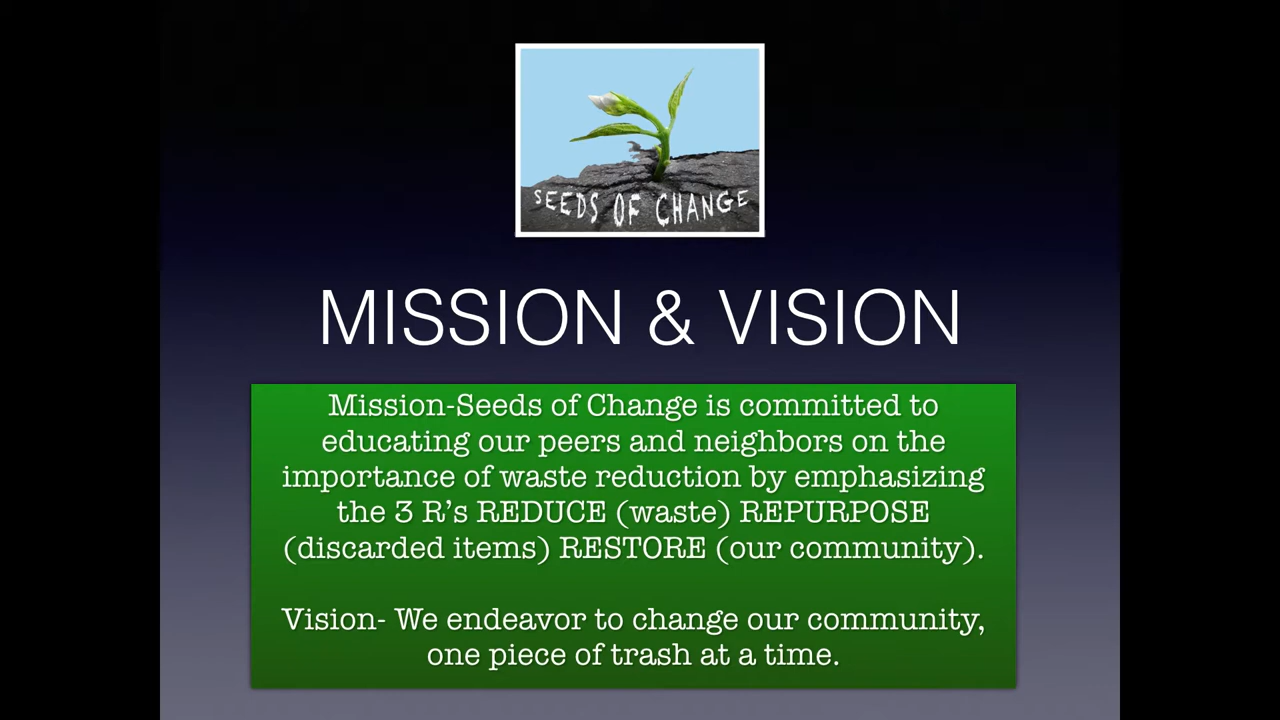 SEEDS OF CHANGE
MISSION & VISION
Mission-Seeds of Change is committed to
educating our peers and neighbors on the
importance of waste reduction by emphasizing
the 3 R’s REDUCE (waste) REPURPOSE
(discarded items) RESTORE (our community).
Vision- We endeavor to change our community,
one piece of trash at a time.